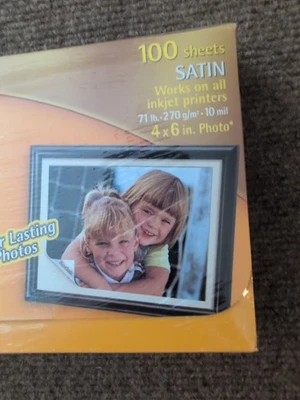 100 sheets
SATIN
Works on all
inkjet printers
71 lb.·270 g/m²·10 mil
4 x 6 in. Photo*
Lasting
Photos